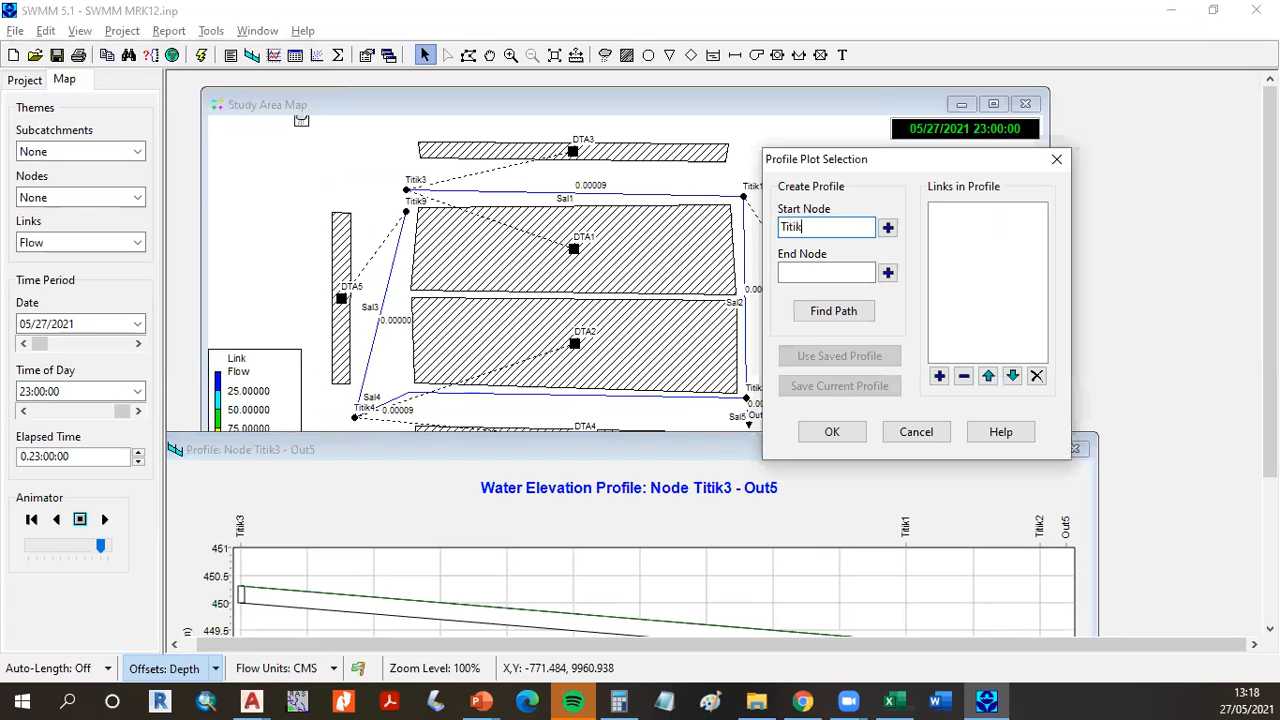 SWMM 5.1 - SWMM MRK12.inp
File Edit View Project Report Tools Window Help
Project Map
Themes
Subcatchments
None
Nodes
None
Links
Flow
Time Period
Date
05/27/2021
Time of Day
23:00:00
Elapsed Time
0.23:00:00
Animator
Study Area Map
05/27/2021 23:00:00
DTA3
Titik3
0.00009
Sal1
Titik1
Titik9
DTA1
DTA5
Sal3
0.00000
0.00
Sal2
DTA2
Sal4
0.00009
Titik4
Titik
0.00
Sal5
Out
DTA4
Link
Flow
25.00000
50.00000
75.00000
Profile Plot Selection
Create Profile
Start Node
Titik
End Node
Find Path
Use Saved Profile
Save Current Profile
Links in Profile
OK Cancel Help
Profile: Node Titik3 - Out5
Water Elevation Profile: Node Titik3 - Out5
Titik3 Titik1 Titik2 Out5
451
450.5
450
449.5
Auto-Length: Off Offsets: Depth Flow Units: CMS Zoom Level: 100% X,Y: -771.484, 9960.938
13:18
27/05/2021